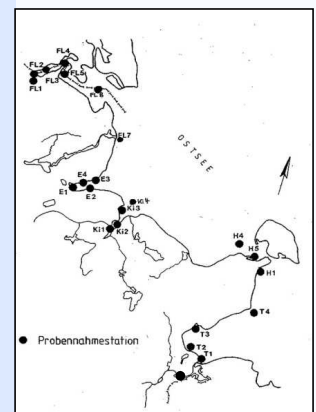 FL4
FL2
FL1
FL3
FL5
FL6
FL7
OSTSEE
E4
E3
E1
E2
Ki4
Ki3
Ki1
Ki2
H4
H5
H1
T4
T3
T2
T1
Probennahmestation